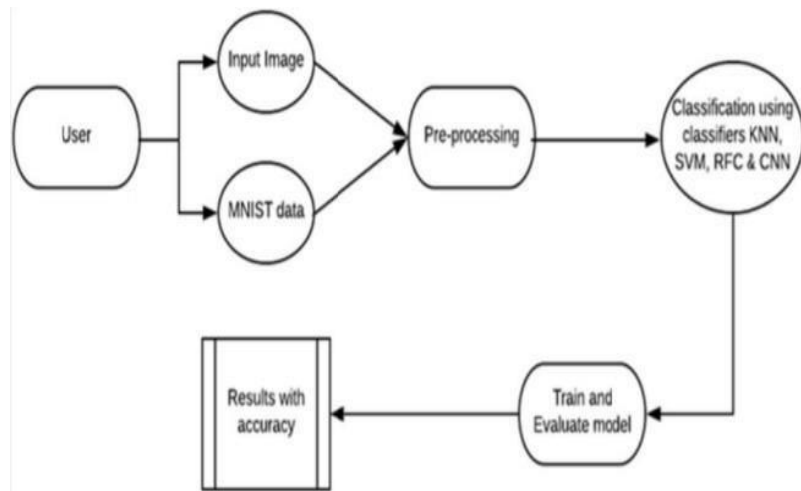 User
Input Image
MNIST data
Pre-processing
Classification using
classifiers KNN,
SVM, RFC & CNN
Train and
Evaluate model
Results with
accuracy